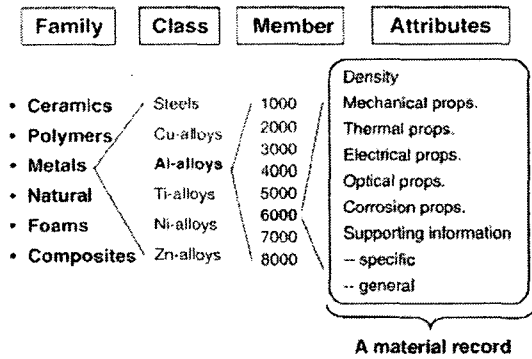 Family Class Member Attributes
• Ceramics
• Polymers
• Metals
• Natural
• Foams
• Composites
Steels
Cu-alloys
Al-alloys
Ti-alloys
Ni-alloys
Zn-alloys
1000
2000
3000
4000
5000
6000
7000
8000
Density
Mechanical props.
Thermal props.
Electrical props.
Optical props.
Corrosion props.
Supporting information
-- specific
-- general
A material record